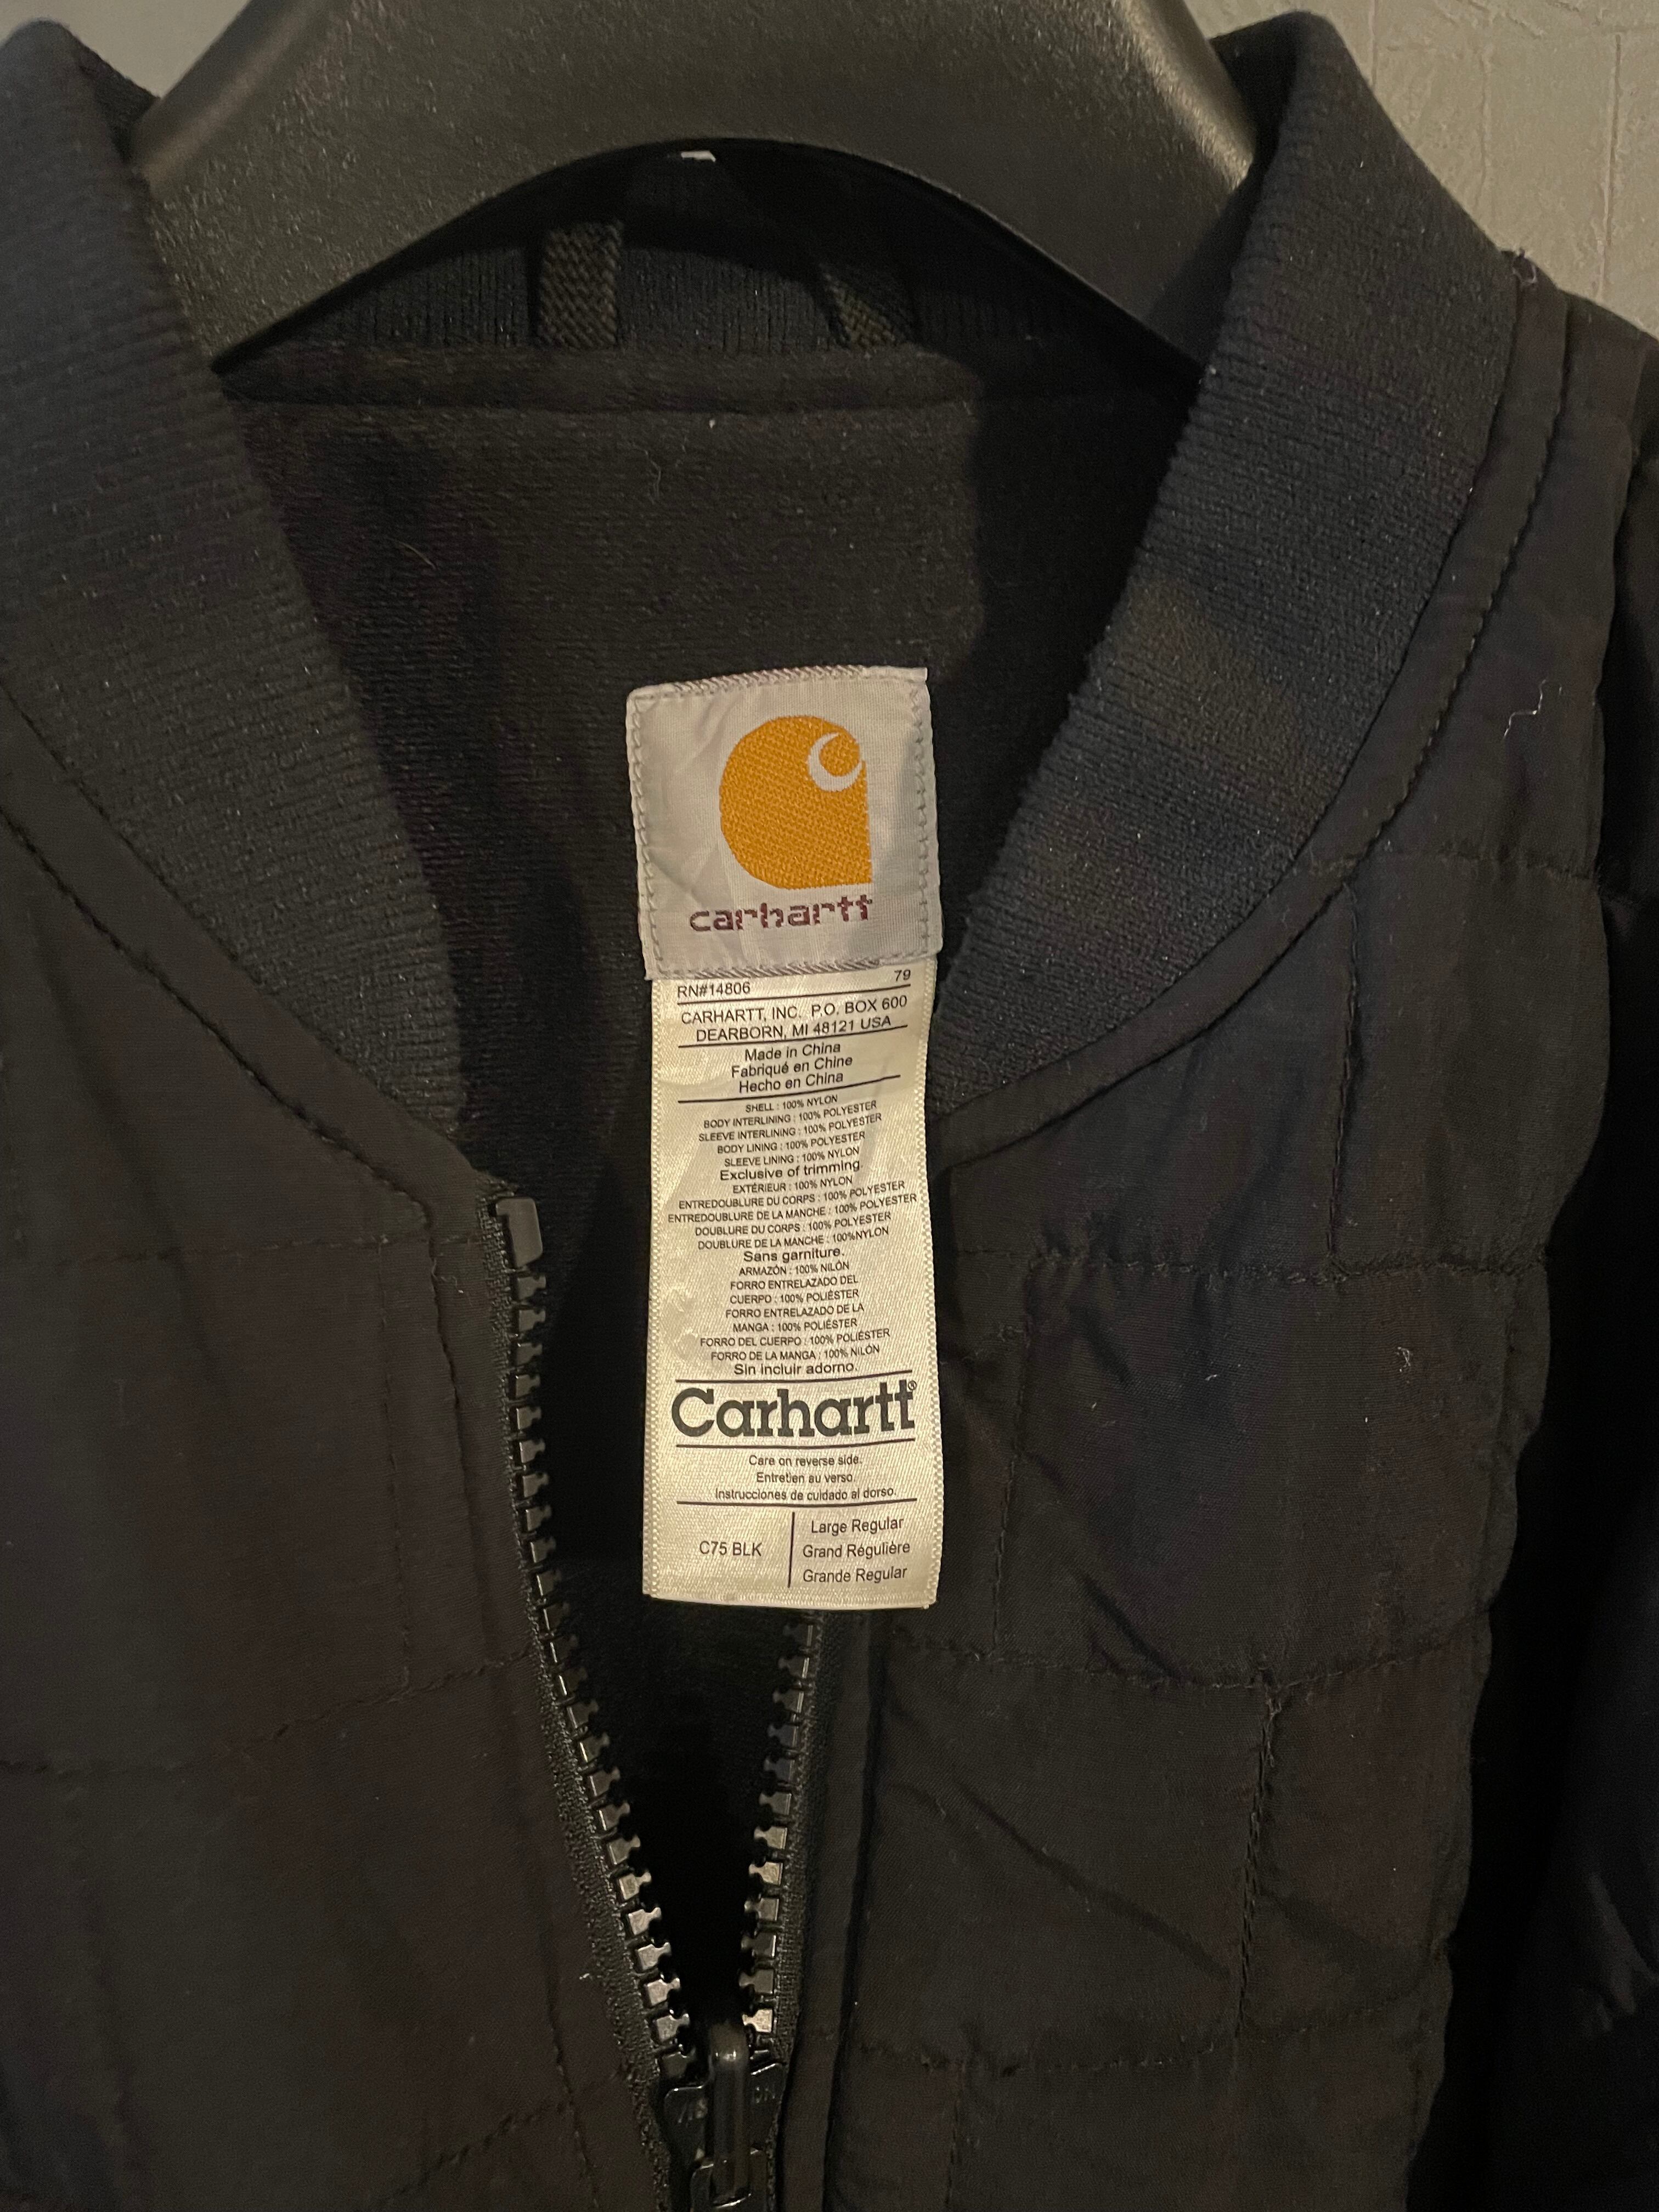 carhartt
RN#14806 79
CARHARTT, INC. P.O. BOX 600
DEARBORN, MI 48121 USA
Made in China
Fabriqué en Chine
Hecho en China
SHELL : 100% NYLON
BODY INTERLINING : 100% POLYESTER
SLEEVE INTERLINING : 100% POLYESTER
BODY LINING : 100% POLYESTER
SLEEVE LINING : 100% NYLON
Exclusive of trimming.
EXTÉRIEUR : 100% NYLON
ENTREDOUBLURE DU CORPS : 100% POLYESTER
ENTREDOUBLURE DE LA MANCHE : 100% POLYESTER
DOUBLURE DU CORPS : 100% POLYESTER
DOUBLURE DE LA MANCHE : 100%NYLON
Sans garniture.
ARMAZÓN : 100% NILÓN
FORRO ENTRELAZADO DEL
CUERPO : 100% POLIÉSTER
FORRO ENTRELAZADO DE LA
MANGA : 100% POLIÉSTER
FORRO DEL CUERPO : 100% POLIÉSTER
FORRO DE LA MANGA : 100% NILÓN
Sin incluir adorno.
Carhartt®
Care on reverse side.
Entretien au verso.
Instrucciones de cuidado al dorso.
C75 BLK
Large Regular
Grand Régulière
Grande Regular